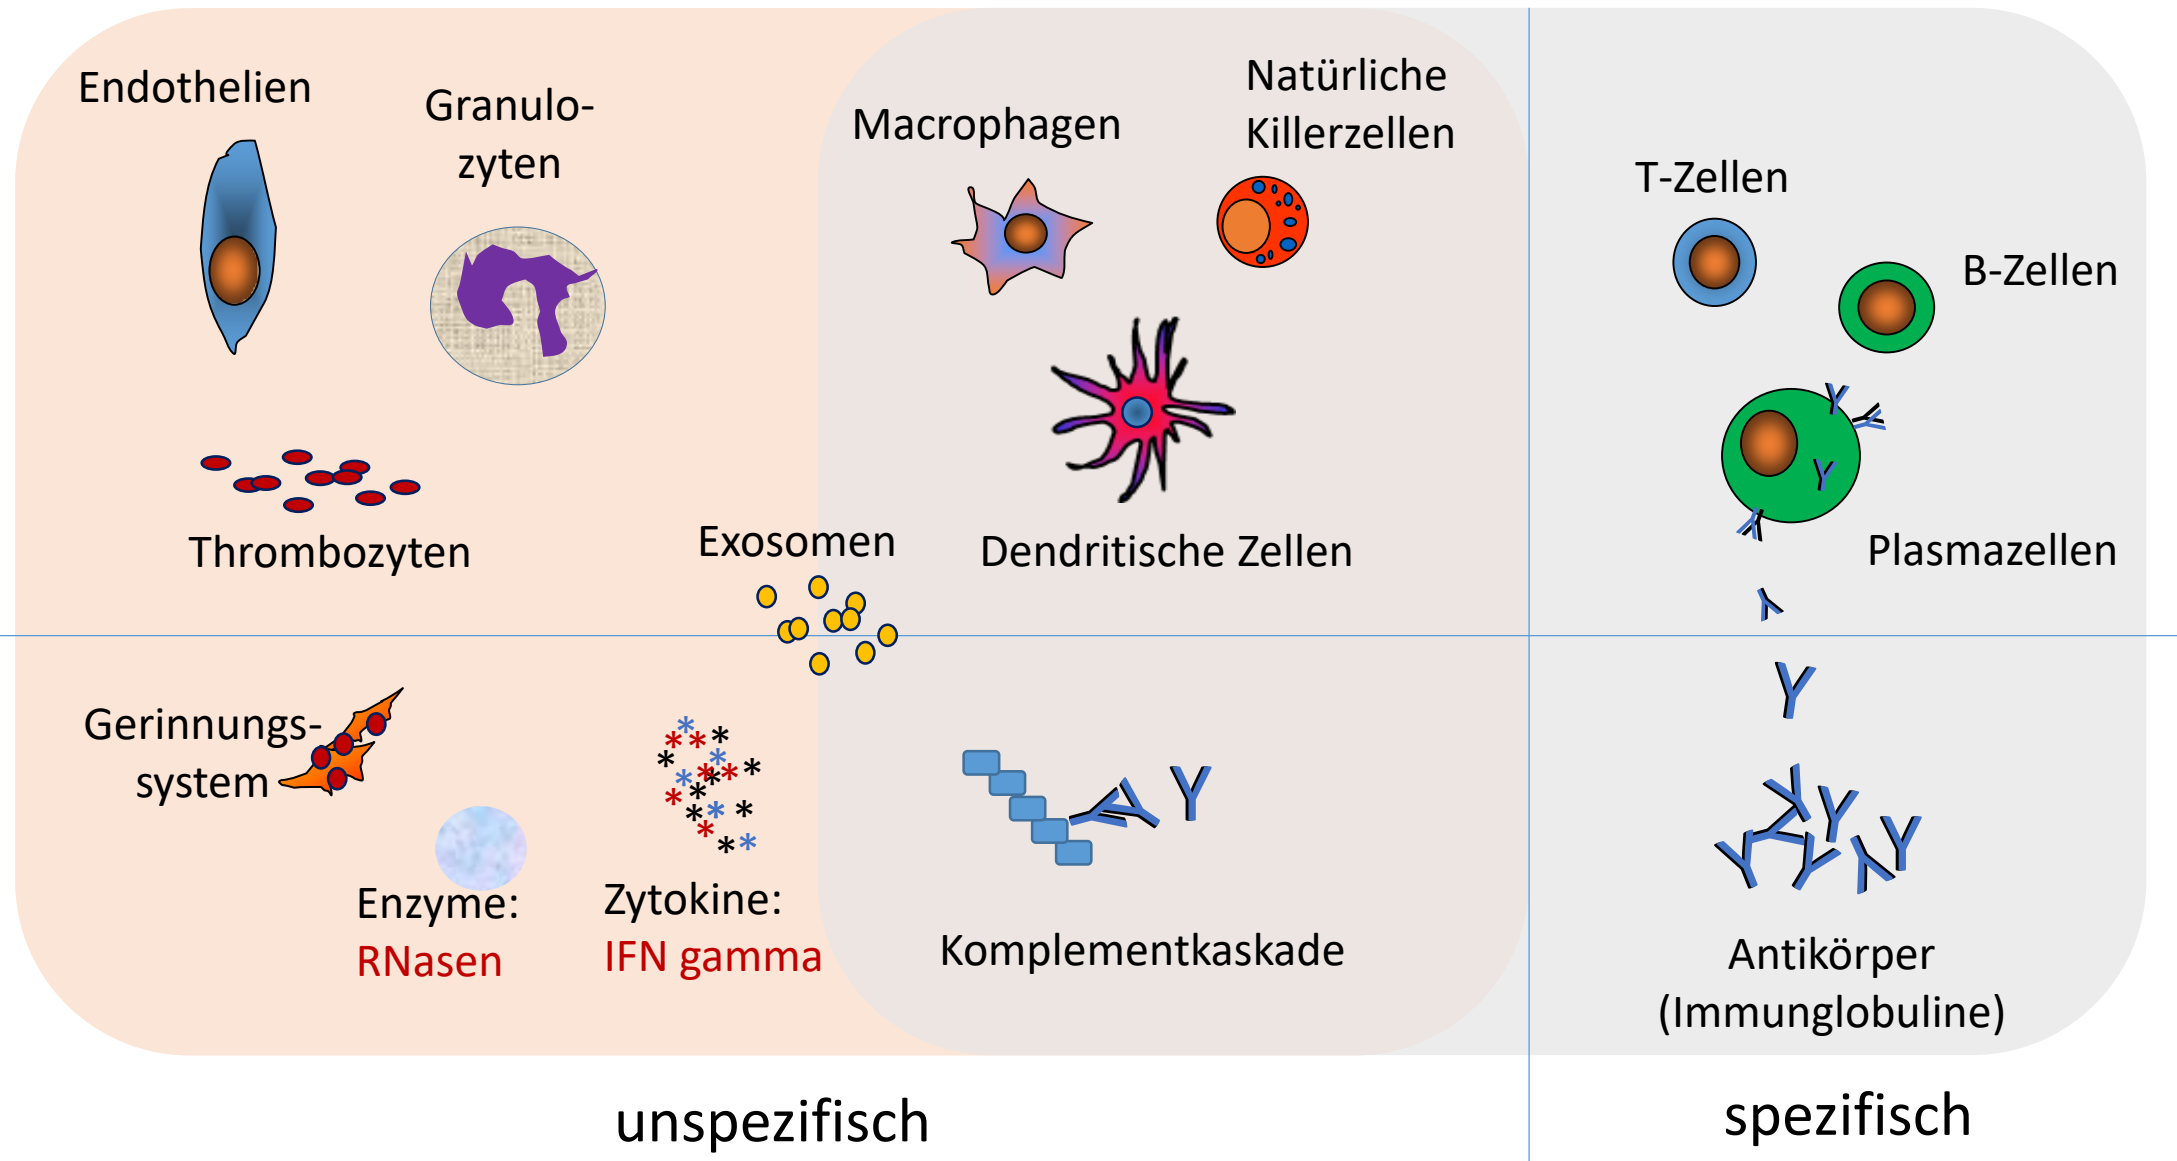 Endothelien
Granulo-
zyten
Macrophagen
Natürliche
Killerzellen
T-Zellen
B-Zellen
Thrombozyten
Exosomen
Dendritische Zellen
Plasmazellen
Gerinnungs-
system
Enzyme:
RNasen
Zytokine:
IFN gamma
Komplementkaskade
Antikörper
(Immunglobuline)
unspezifisch
spezifisch